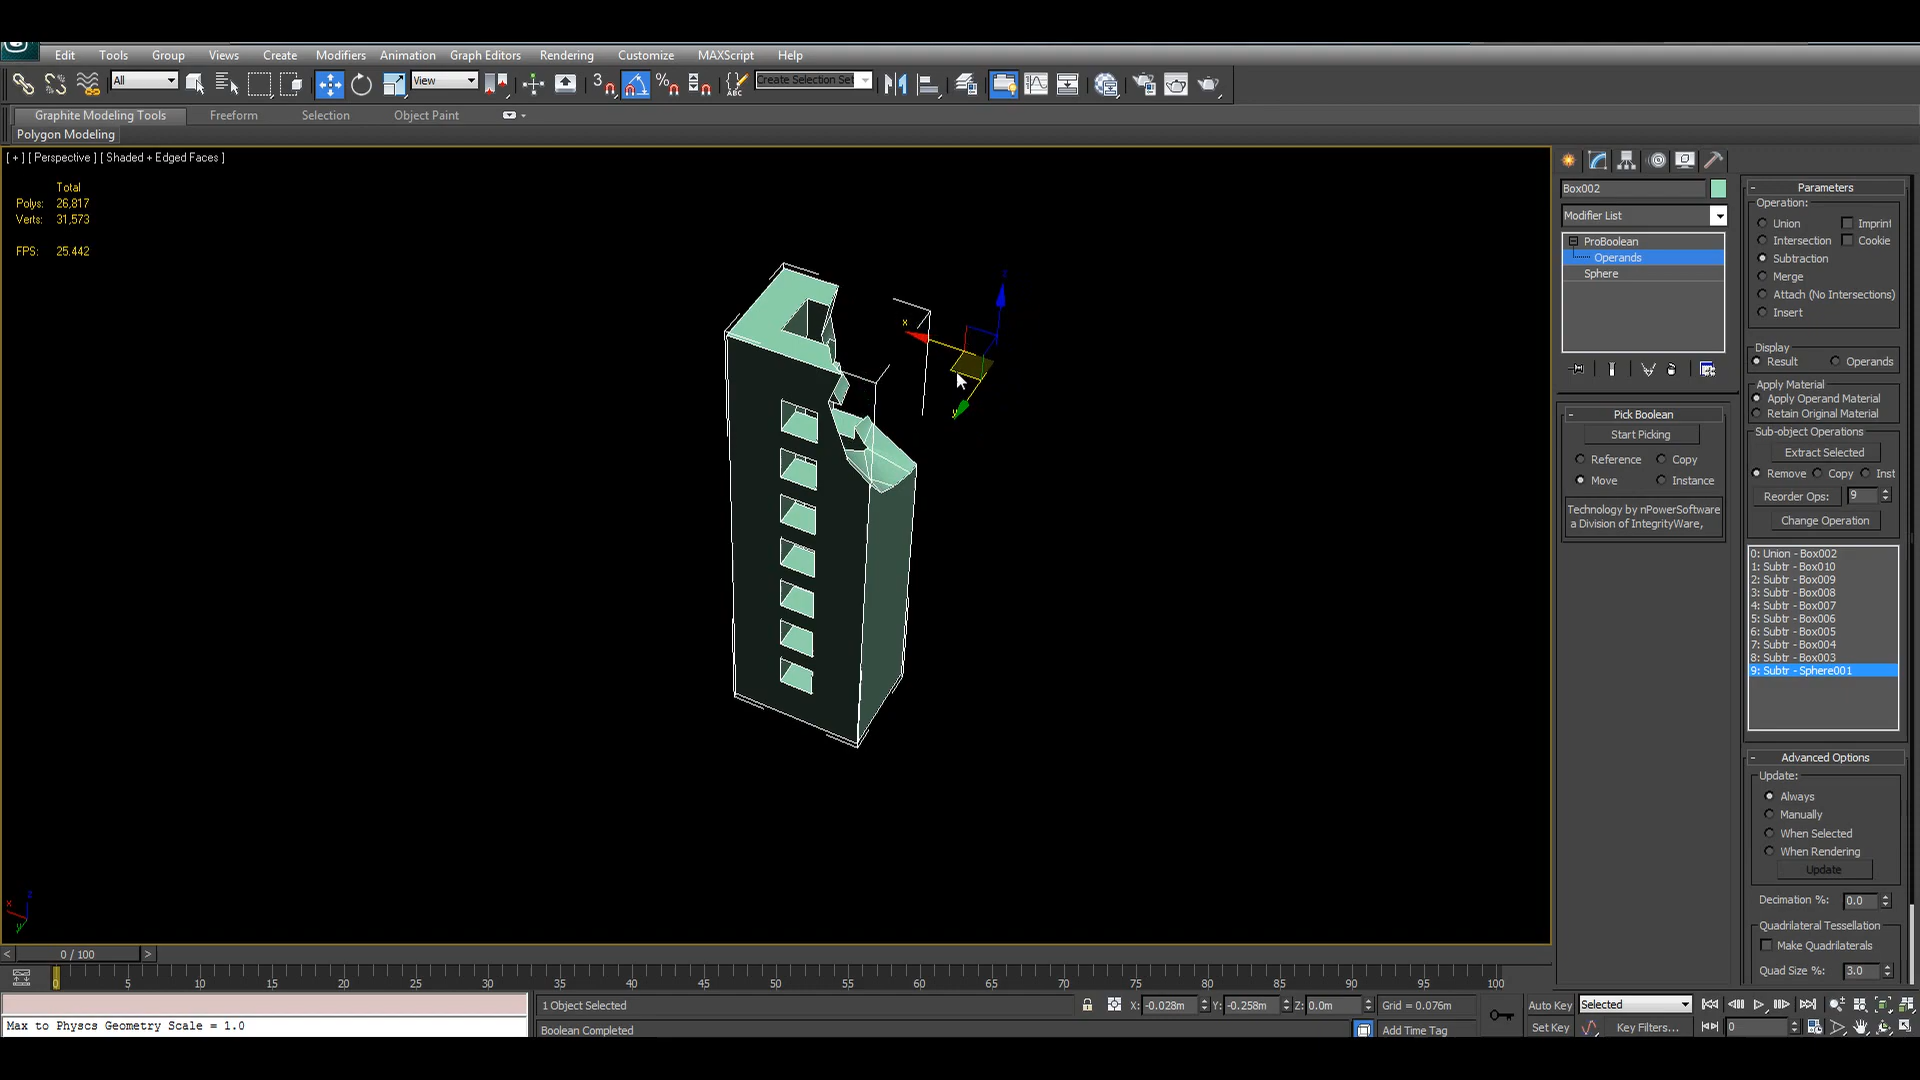 Edit Tools Group Views Create Modifiers Animation Graph Editors Rendering Customize MAXScript Help
All View 3 Create Selection Set
Graphite Modeling Tools Freeform Selection Object Paint
Polygon Modeling
[ + ] [ Perspective ] [ Shaded + Edged Faces ]
Total
Polys: 26,817
Verts: 31,573
FPS: 25.442
x
y
z
x
y
z
Box002
Modifier List
ProBoolean
Operands
Sphere
- Pick Boolean
Start Picking
Reference Copy
Move Instance
Technology by nPowerSoftware
a Division of IntegrityWare,
- Parameters
Operation:
Union Imprint
Intersection Cookie
Subtraction
Merge
Attach (No Intersections)
Insert
Display
Result Operands
Apply Material
Apply Operand Material
Retain Original Material
Sub-object Operations
Extract Selected
Remove Copy Inst
Reorder Ops: 9
Change Operation
0: Union - Box002
1: Subtr - Box010
2: Subtr - Box009
3: Subtr - Box008
4: Subtr - Box007
5: Subtr - Box006
6: Subtr - Box005
7: Subtr - Box004
8: Subtr - Box003
9: Subtr - Sphere001
- Advanced Options
Update:
Always
Manually
When Selected
When Rendering
Update
Decimation %: 0.0
Quadrilateral Tessellation
Make Quadrilaterals
Quad Size %: 3.0
< 0 / 100 >
0 5 10 15 20 25 30 35 40 45 50 55 60 65 70 75 80 85 90 95 100
1 Object Selected X: -0.028m Y: -0.258m Z: 0.0m Grid = 0.076m Auto Key Selected
Max to Physcs Geometry Scale = 1.0
Boolean Completed Add Time Tag Set Key Key Filters... 0